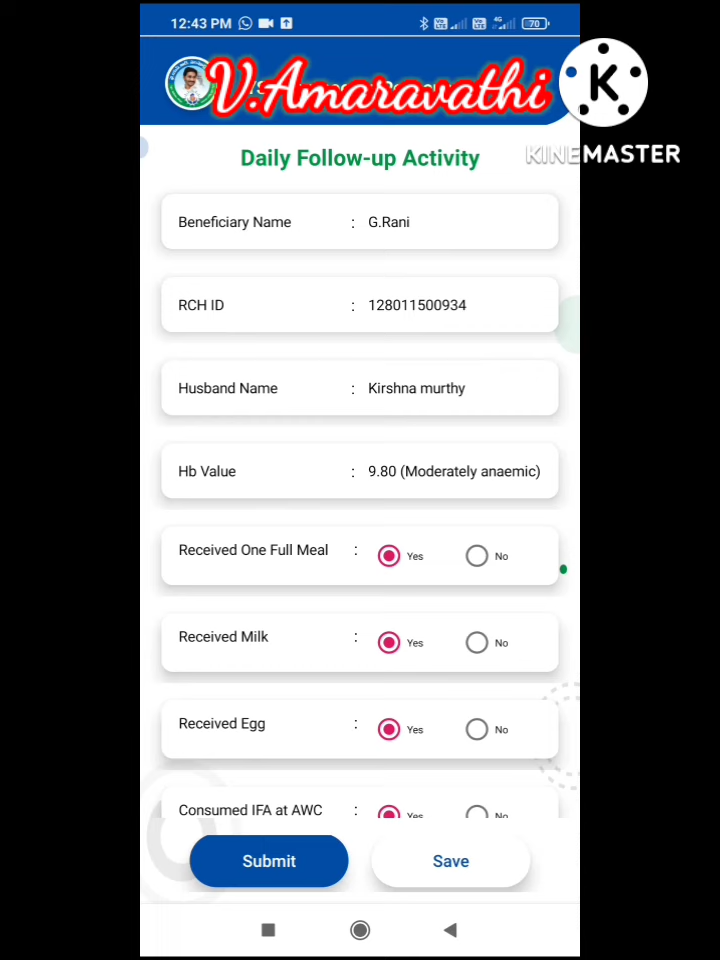 12:43 PM
4G
70
V.Amaravathi
K
KINEMASTER
Daily Follow-up Activity
Beneficiary Name : G.Rani
RCH ID : 128011500934
Husband Name : Kirshna murthy
Hb Value : 9.80 (Moderately anaemic)
Received One Full Meal : Yes No
Received Milk : Yes No
Received Egg : Yes No
Consumed IFA at AWC : Yes No
Submit Save